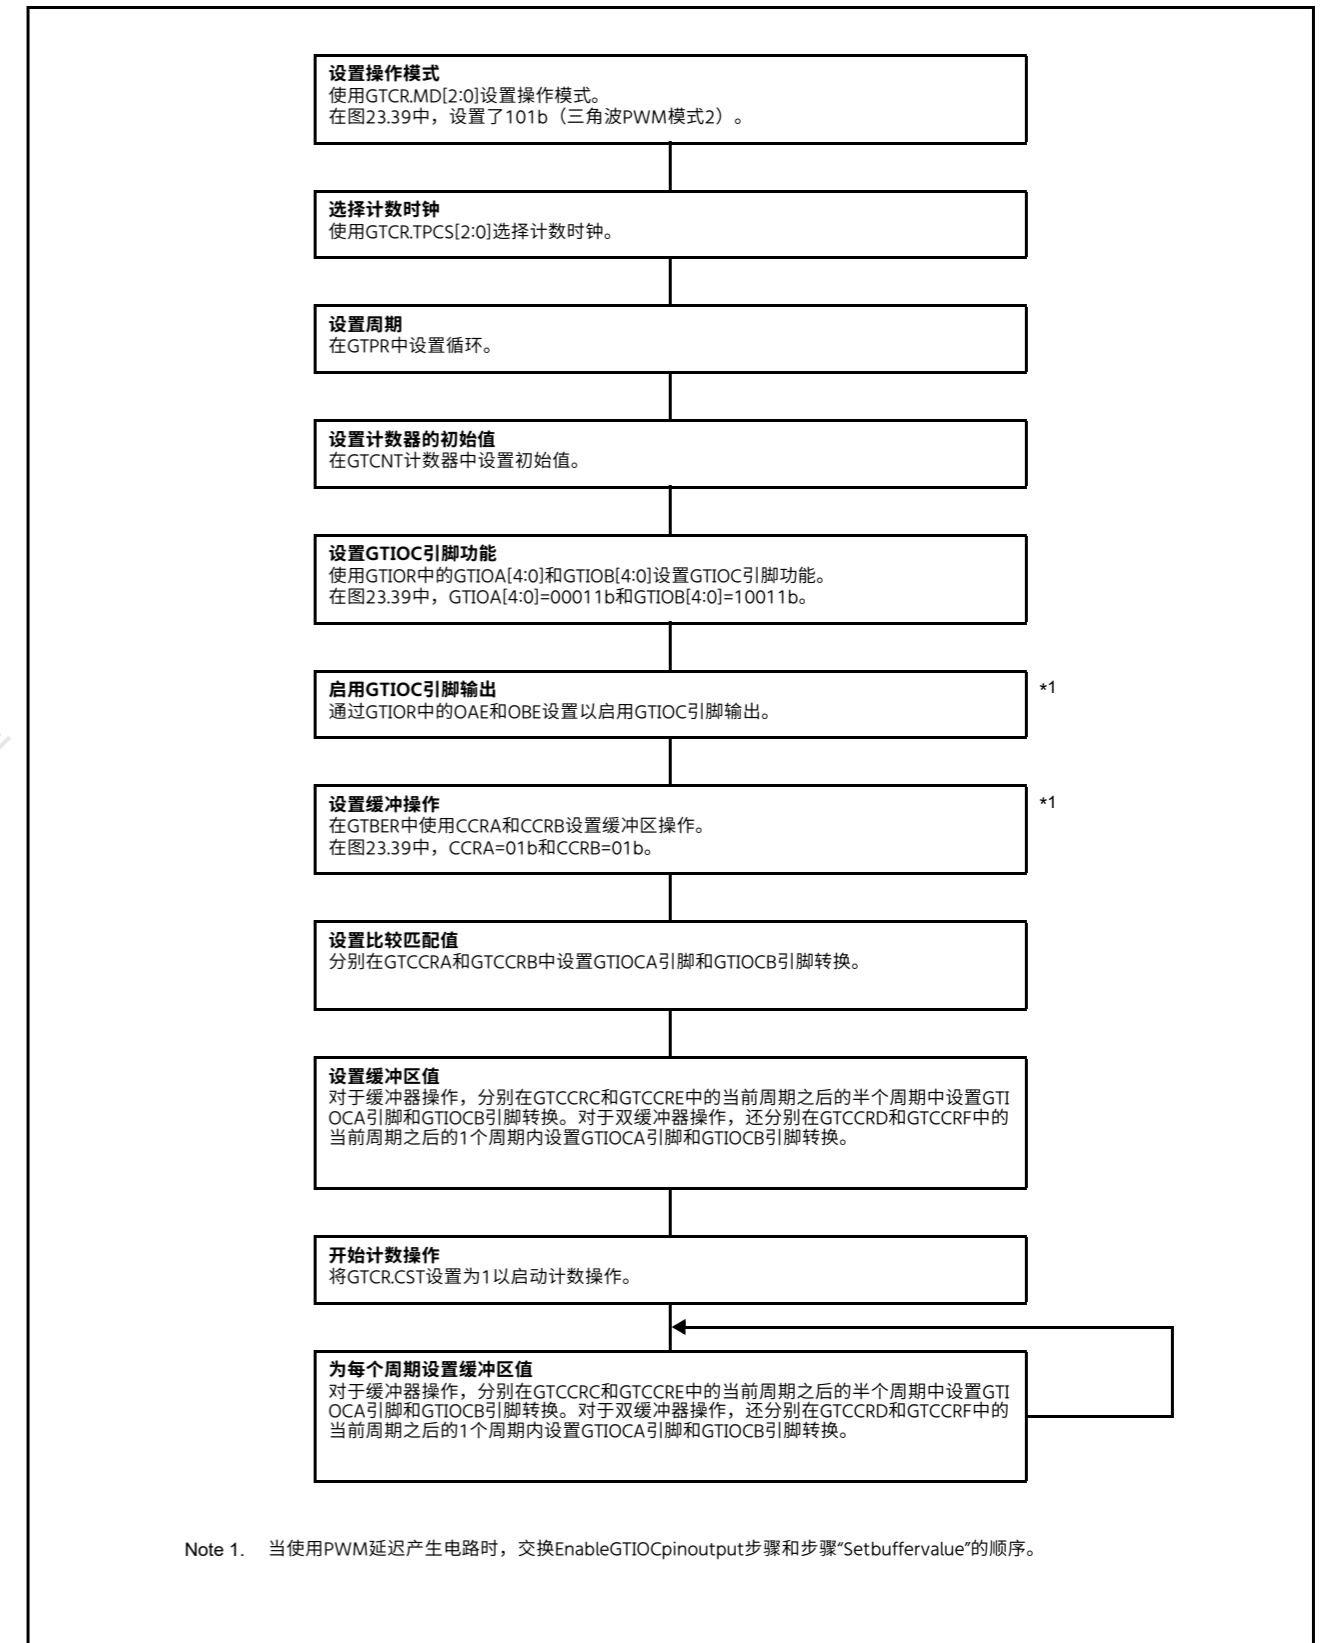 设置操作模式
使用GTCR.MD[2:0]设置操作模式。
在图23.39中，设置了101b（三角波PWM模式2）。
选择计数时钟
使用GTCR.TPCS[2:0]选择计数时钟。
设置周期
在GTPR中设置循环。
设置计数器的初始值
在GTCNT计数器中设置初始值。
设置GTIOC引脚功能
使用GTIOR中的GTIOA[4:0]和GTIOB[4:0]设置GTIOC引脚功能。
在图23.39中，GTIOA[4:0]=00011b和GTIOB[4:0]=10011b。
启用GTIOC引脚输出
*1
通过GTIOR中的OAE和OBE设置以启用GTIOC引脚输出。
设置缓冲操作
*1
在GTBER中使用CCRA和CCRB设置缓冲区操作。
在图23.39中，CCRA=01b和CCRB=01b。
设置比较匹配值
分别在GTCCRA和GTCCRB中设置GTIOCA引脚和GTIOCB引脚转换。
设置缓冲区值
对于缓冲器操作，分别在GTCCRC和GTCCRE中的当前周期之后的半个周期中设置GTI
OCA引脚和GTIOCB引脚转换。对于双缓冲器操作，还分别在GTCCRD和GTCCRF中的
当前周期之后的1个周期内设置GTIOCA引脚和GTIOCB引脚转换。
开始计数操作
将GTCR.CST设置为1以启动计数操作。
为每个周期设置缓冲区值
对于缓冲器操作，分别在GTCCRC和GTCCRE中的当前周期之后的半个周期中设置GTI
OCA引脚和GTIOCB引脚转换。对于双缓冲器操作，还分别在GTCCRD和GTCCRF中的
当前周期之后的1个周期内设置GTIOCA引脚和GTIOCB引脚转换。
Note 1. 当使用PWM延迟产生电路时，交换EnableGTIOCpinoutput步骤和步骤“Setbuffervalue”的顺序。